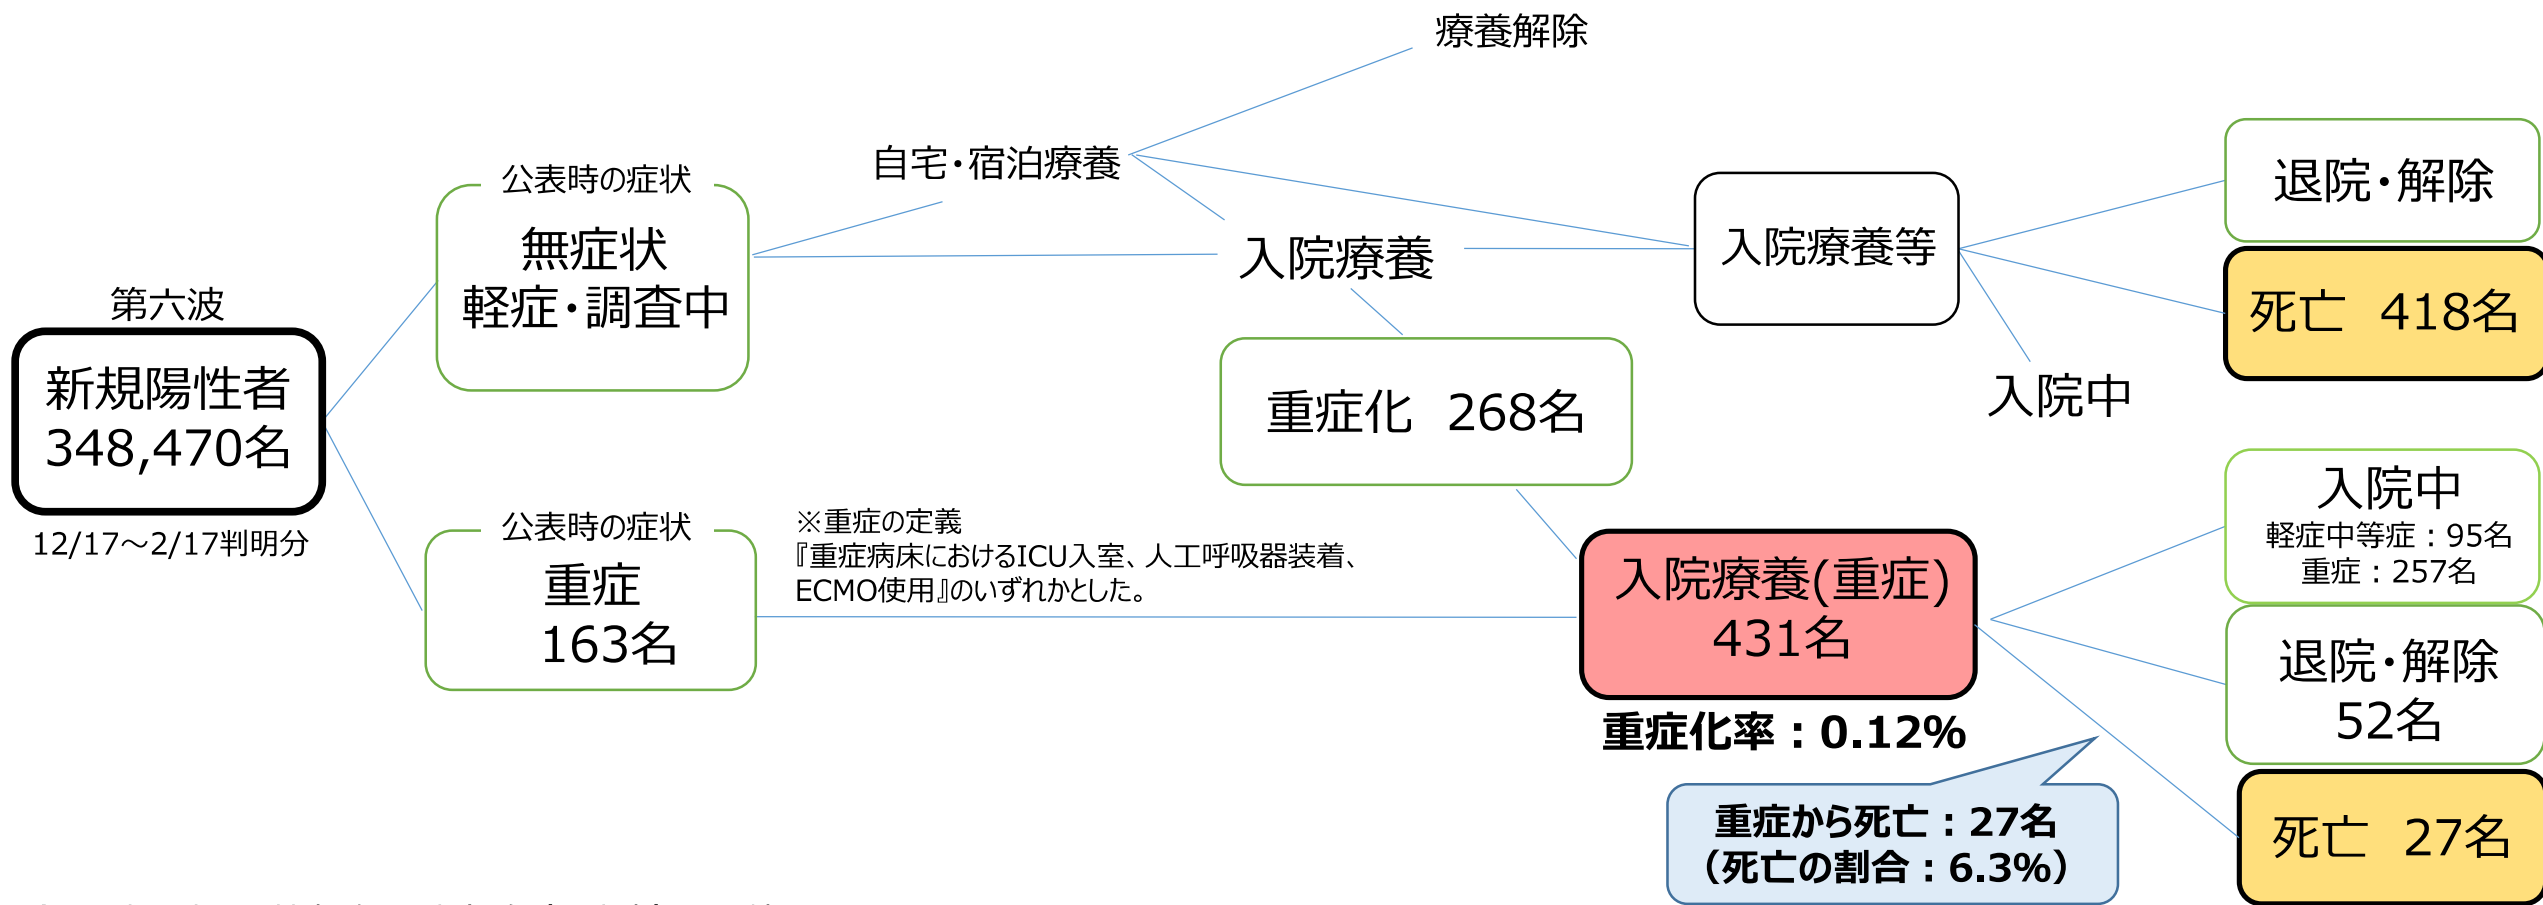 療養解除
自宅・宿泊療養
公表時の症状
無症状
軽症・調査中
入院療養
入院療養等
退院・解除
死亡　418名
入院中
第六波
新規陽性者
348,470名
12/17～2/17判明分
重症化　268名
公表時の症状
重症
163名
※重症の定義
『重症病床におけるICU入室、人工呼吸器装着、
ECMO使用』のいずれかとした。
入院療養(重症)
431名
重症化率：0.12%
入院中
軽症中等症：95名
重症：257名
退院・解除
52名
重症から死亡：27名
（死亡の割合：6.3%）
死亡　27名